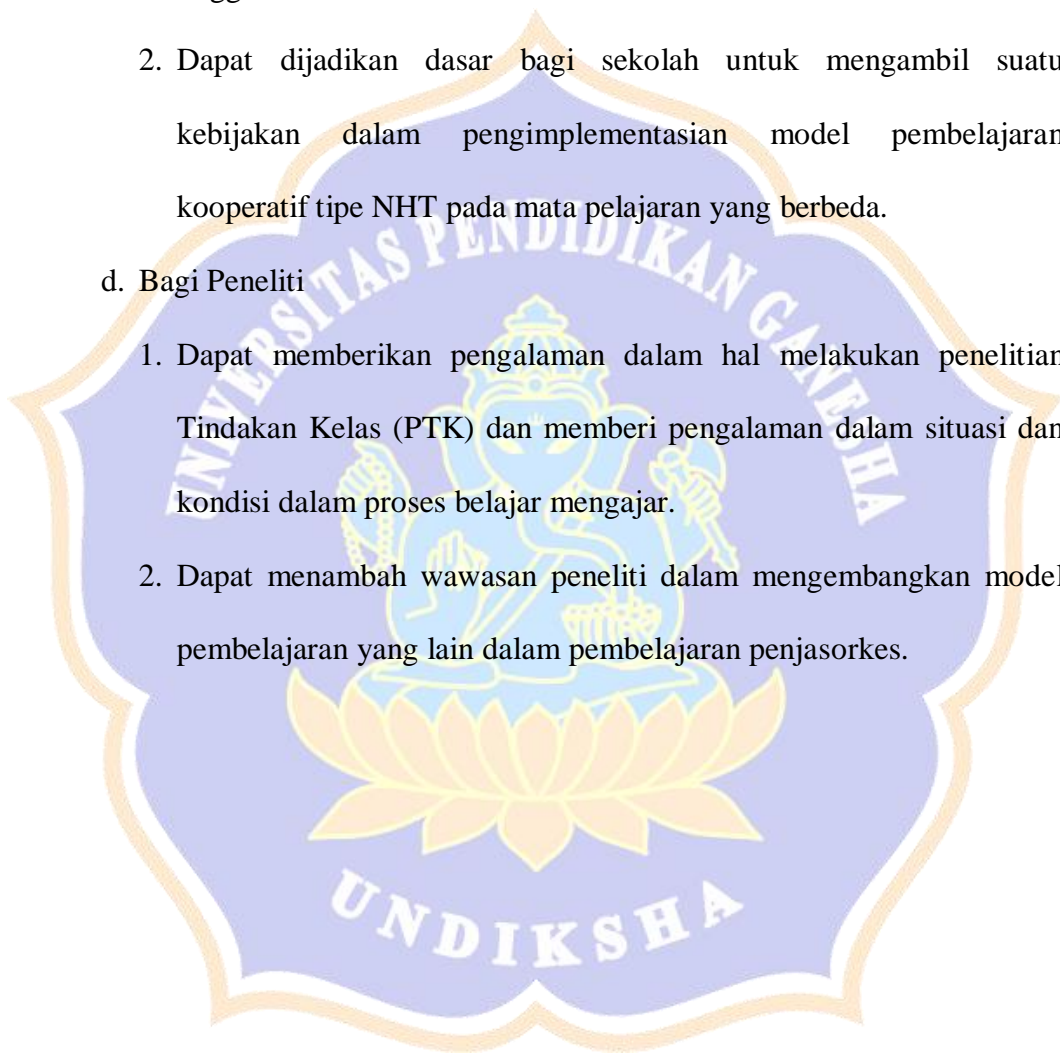 2. Dapat dijadikan dasar bagi sekolah untuk mengambil suatu
kebijakan dalam pengimplementasian model pembelajaran
kooperatif tipe NHT pada mata pelajaran yang berbeda.
d. Bagi Peneliti
1. Dapat memberikan pengalaman dalam hal melakukan penelitian
Tindakan Kelas (PTK) dan memberi pengalaman dalam situasi dan
kondisi dalam proses belajar mengajar.
2. Dapat menambah wawasan peneliti dalam mengembangkan model
pembelajaran yang lain dalam pembelajaran penjasorkes.
UNIVERSITAS PENDIDIKAN GANESHA
UNDIKSHA